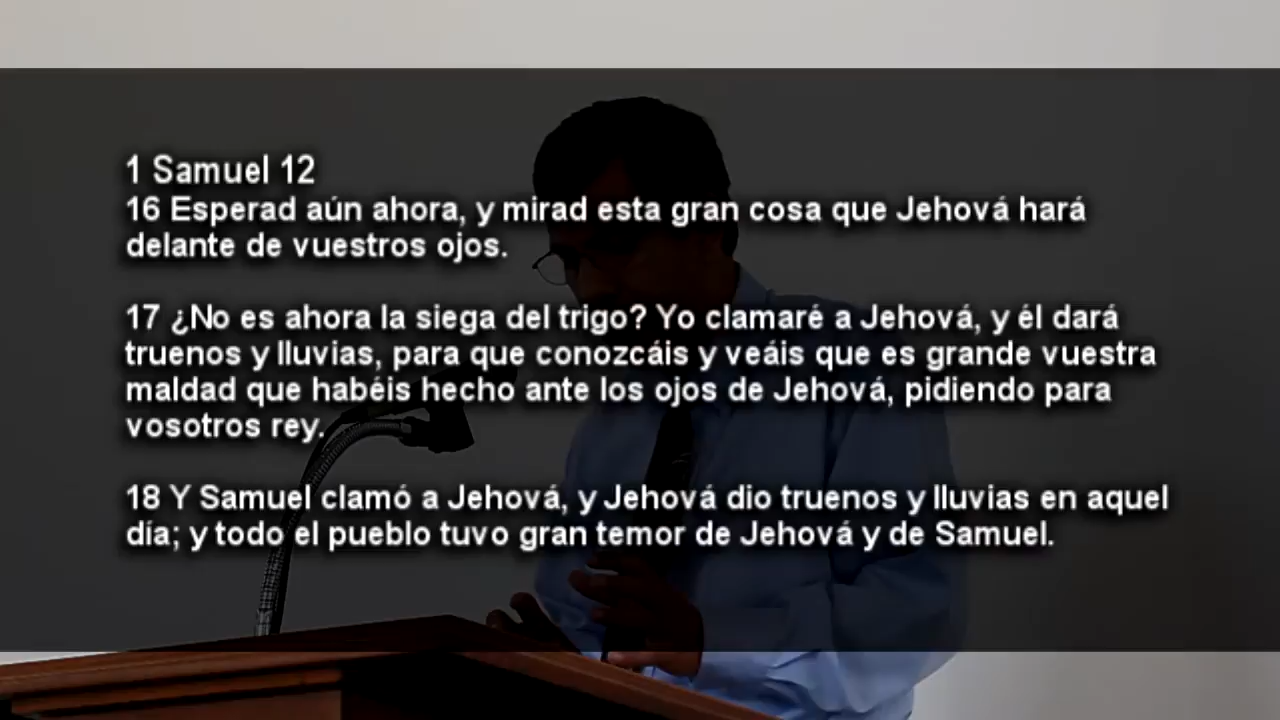 1 Samuel 12
16 Esperad aún ahora, y mirad esta gran cosa que Jehová hará
delante de vuestros ojos.
17 ¿No es ahora la siega del trigo? Yo clamaré a Jehová, y él dará
truenos y lluvias, para que conozcáis y veáis que es grande vuestra
maldad que habéis hecho ante los ojos de Jehová, pidiendo para
vosotros rey.
18 Y Samuel clamó a Jehová, y Jehová dio truenos y lluvias en aquel
día; y todo el pueblo tuvo gran temor de Jehová y de Samuel.